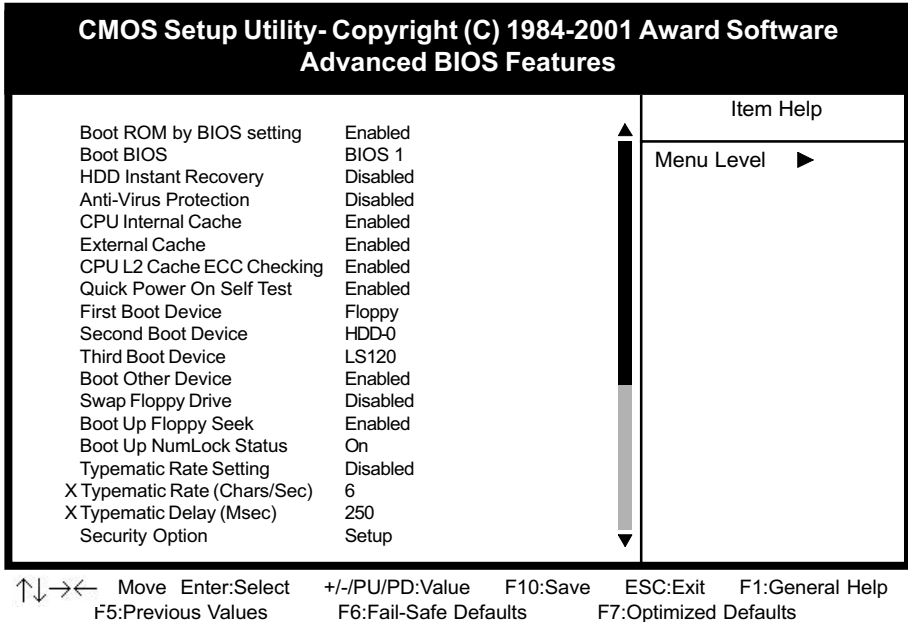 CMOS Setup Utility- Copyright (C) 1984-2001 Award Software
Advanced BIOS Features
Boot ROM by BIOS setting Enabled
Boot BIOS BIOS 1
HDD Instant Recovery Disabled
Anti-Virus Protection Disabled
CPU Internal Cache Enabled
External Cache Enabled
CPU L2 Cache ECC Checking Enabled
Quick Power On Self Test Enabled
First Boot Device Floppy
Second Boot Device HDD-0
Third Boot Device LS120
Boot Other Device Enabled
Swap Floppy Drive Disabled
Boot Up Floppy Seek Enabled
Boot Up NumLock Status On
Typematic Rate Setting Disabled
X Typematic Rate (Chars/Sec) 6
X Typematic Delay (Msec) 250
Security Option Setup
Item Help
Menu Level ▶
↑↓→← Move Enter:Select +/-/PU/PD:Value F10:Save ESC:Exit F1:General Help
F5:Previous Values F6:Fail-Safe Defaults F7:Optimized Defaults